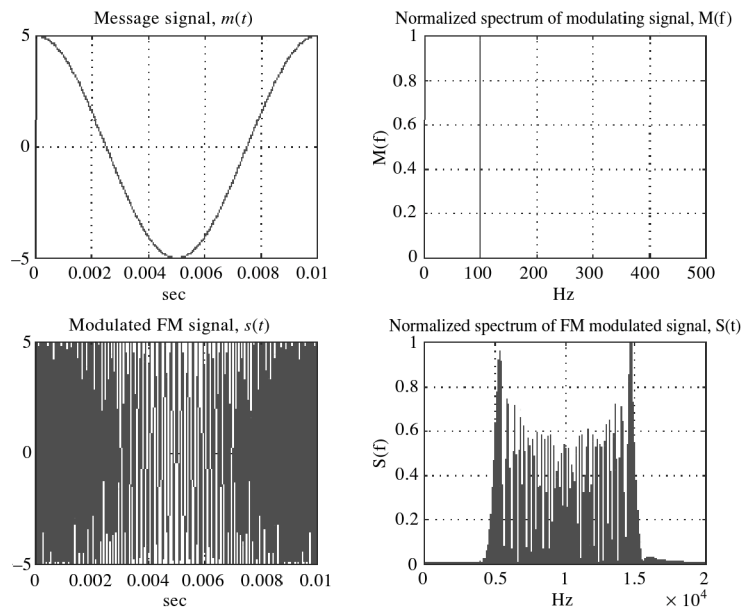 Message signal, m(t)
5
0
−5
0 0.002 0.004 0.006 0.008 0.01
sec
Normalized spectrum of modulating signal, M(f)
M(f)
1
0.8
0.6
0.4
0.2
0
0 100 200 300 400 500
Hz
Modulated FM signal, s(t)
5
0
−5
0 0.002 0.004 0.006 0.008 0.01
sec
Normalized spectrum of FM modulated signal, S(t)
S(f)
1
0.8
0.6
0.4
0.2
0
0 0.5 1.0 1.5 2.0
Hz × 10⁴